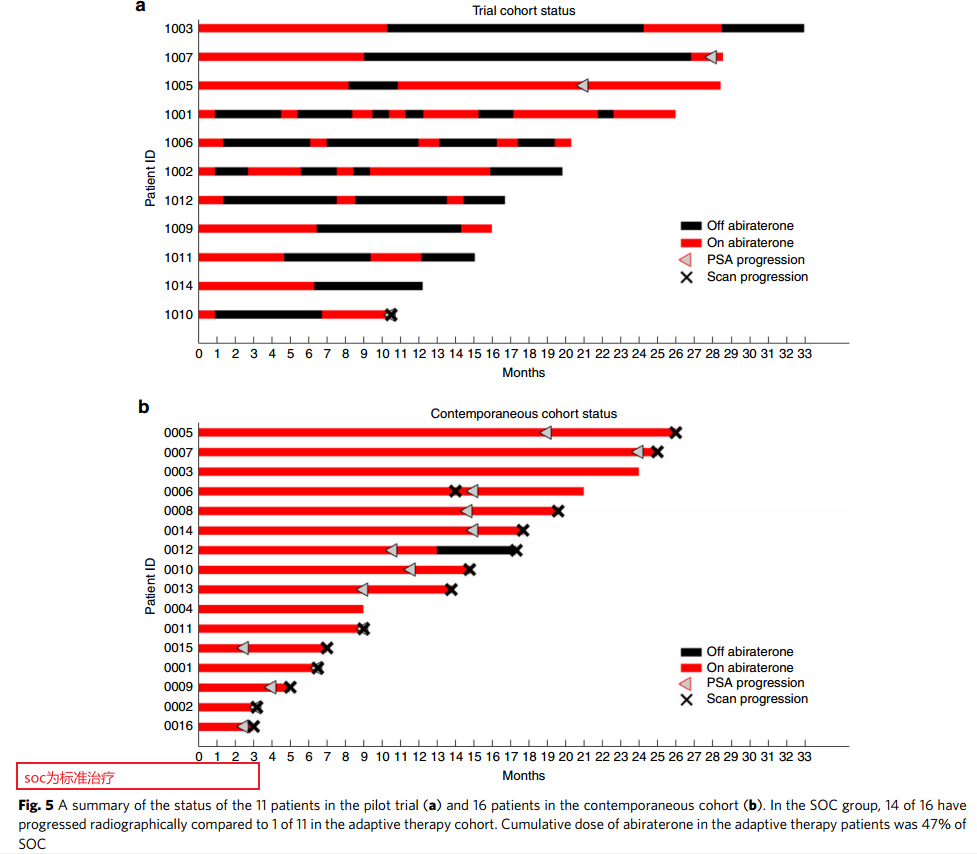 a
Trial cohort status
1003
1007
1005
1001
1006
1002
1012
1009
1011
1014
1010
Patient ID
Off abiraterone
On abiraterone
PSA progression
Scan progression
0 1 2 3 4 5 6 7 8 9 10 11 12 13 14 15 16 17 18 19 20 21 22 23 24 25 26 27 28 29 30 31 32 33
Months
b
Contemporaneous cohort status
0005
0007
0003
0006
0008
0014
0012
0010
0013
0004
0011
0015
0001
0009
0002
0016
Patient ID
Off abiraterone
On abiraterone
PSA progression
Scan progression
0 1 2 3 4 5 6 7 8 9 10 11 12 13 14 15 16 17 18 19 20 21 22 23 24 25 26 27 28 29 30 31 32 33
Months
soc为标准治疗
Fig. 5 A summary of the status of the 11 patients in the pilot trial (a) and 16 patients in the contemporaneous cohort (b). In the SOC group, 14 of 16 have
progressed radiographically compared to 1 of 11 in the adaptive therapy cohort. Cumulative dose of abiraterone in the adaptive therapy patients was 47% of
SOC